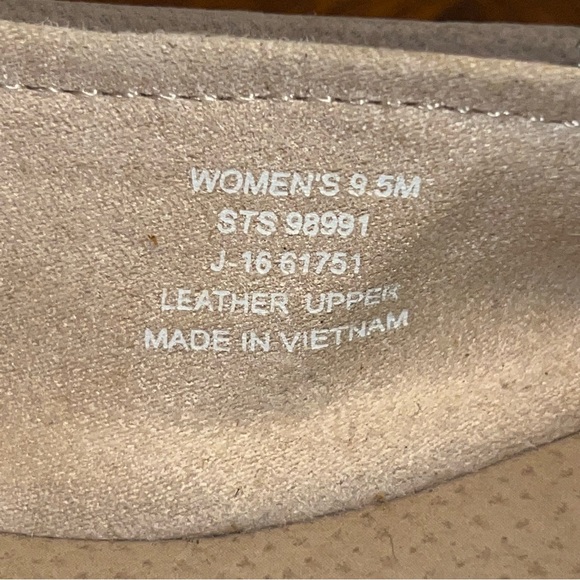 WOMEN'S 9.5M
STS 98991
J-16 61751
LEATHER UPPER
MADE IN VIETNAM